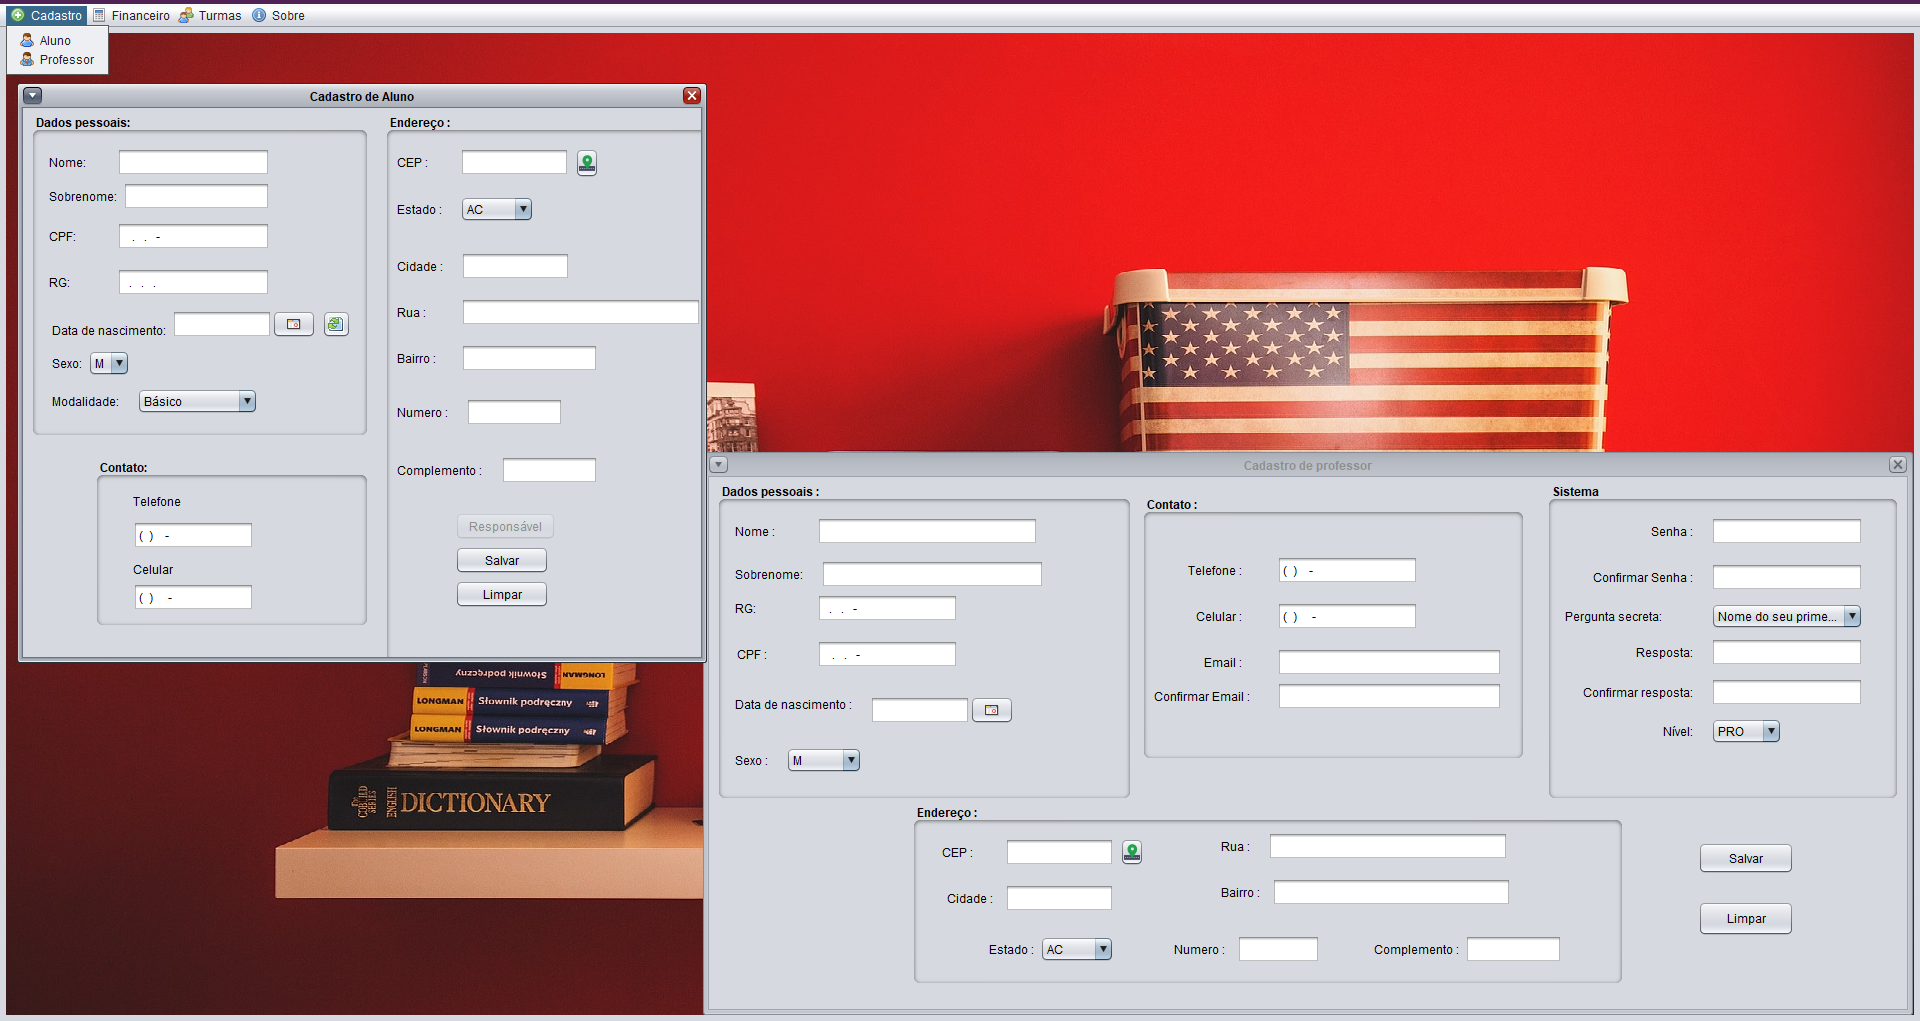 Cadastro Financeiro Turmas Sobre
Aluno
Professor
Cadastro de Aluno
Dados pessoais:
Nome:
Sobrenome:
CPF: . . -
RG: . . .
Data de nascimento:
Sexo: M
Modalidade: Básico
Contato:
Telefone
( ) -
Celular
( ) -
Endereço :
CEP :
Estado : AC
Cidade :
Rua :
Bairro :
Numero :
Complemento :
Responsável
Salvar
Limpar
Cadastro de professor
Dados pessoais :
Nome :
Sobrenome:
RG: . . -
CPF : . . -
Data de nascimento :
Sexo : M
Contato :
Telefone : ( ) -
Celular : ( ) -
Email :
Confirmar Email :
Sistema
Senha :
Confirmar Senha :
Pergunta secreta: Nome do seu prime...
Resposta:
Confirmar resposta:
Nível: PRO
Endereço :
CEP :
Rua :
Cidade :
Bairro :
Estado : AC
Numero :
Complemento :
Salvar
Limpar
Słownik podręczny LONGMAN
LONGMAN Słownik podręczny
LONGMAN Słownik podręczny
ENGLISH DICTIONARY